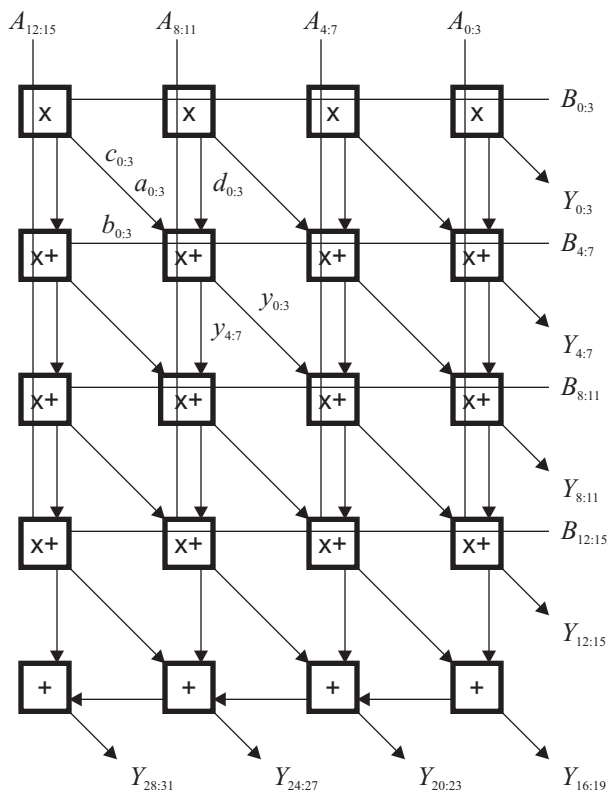 A12:15 A8:11 A4:7 A0:3
x x x x B0:3
c0:3
a0:3 d0:3
Y0:3
b0:3 B4:7
x+ x+ x+ x+
y0:3
y4:7
Y4:7
B8:11
x+ x+ x+ x+
Y8:11
B12:15
x+ x+ x+ x+
Y12:15
+ + + +
Y28:31 Y24:27 Y20:23 Y16:19